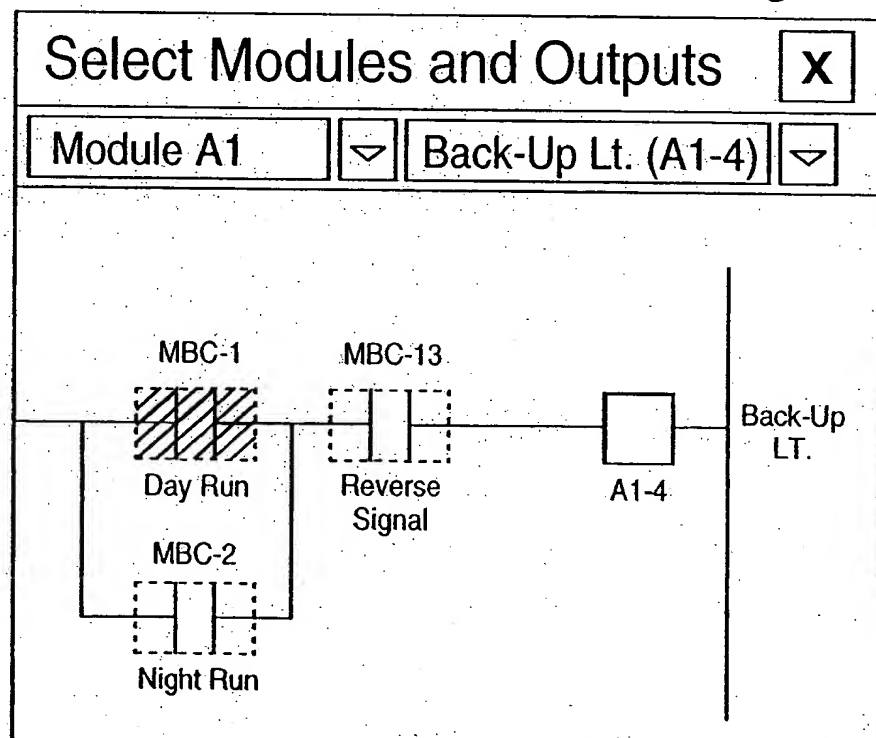 Select Modules and Outputs X
Module A1 Back-Up Lt. (A1-4)
MBC-1 MBC-13
Day Run Reverse
Signal
A1-4
Back-Up
LT.
MBC-2
Night Run